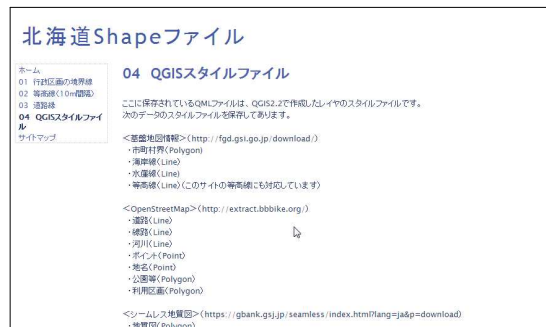 北海道Shapeファイル
ホーム
01 行政区画の境界線
02 等高線(10m間隔)
03 道路線
04 QGISスタイルファイ
ル
サイトマップ
04 QGISスタイルファイル
ここに保存されているQMLファイルは、QGIS2.2で作成したレイヤのスタイルファイルです。
次のデータのスタイルファイルを保存してあります。
<基盤地図情報>(http://fgd.gsi.go.jp/download/)
・市町村界(Polygon)
・海岸線(Line)
・水涯線(Line)
・等高線(Line)(このサイトの等高線にも対応しています)
<OpenStreetMap>(http://extract.bbbike.org/)
・道路(Line)
・線路(Line)
・河川(Line)
・ポイント(Point)
・地名(Point)
・公園等(Polygon)
・利用区画(Polygon)
<シームレス地質図>(https://gbank.gsj.jp/seamless/index.html?lang=ja&p=download)
・地質図(Polygon)